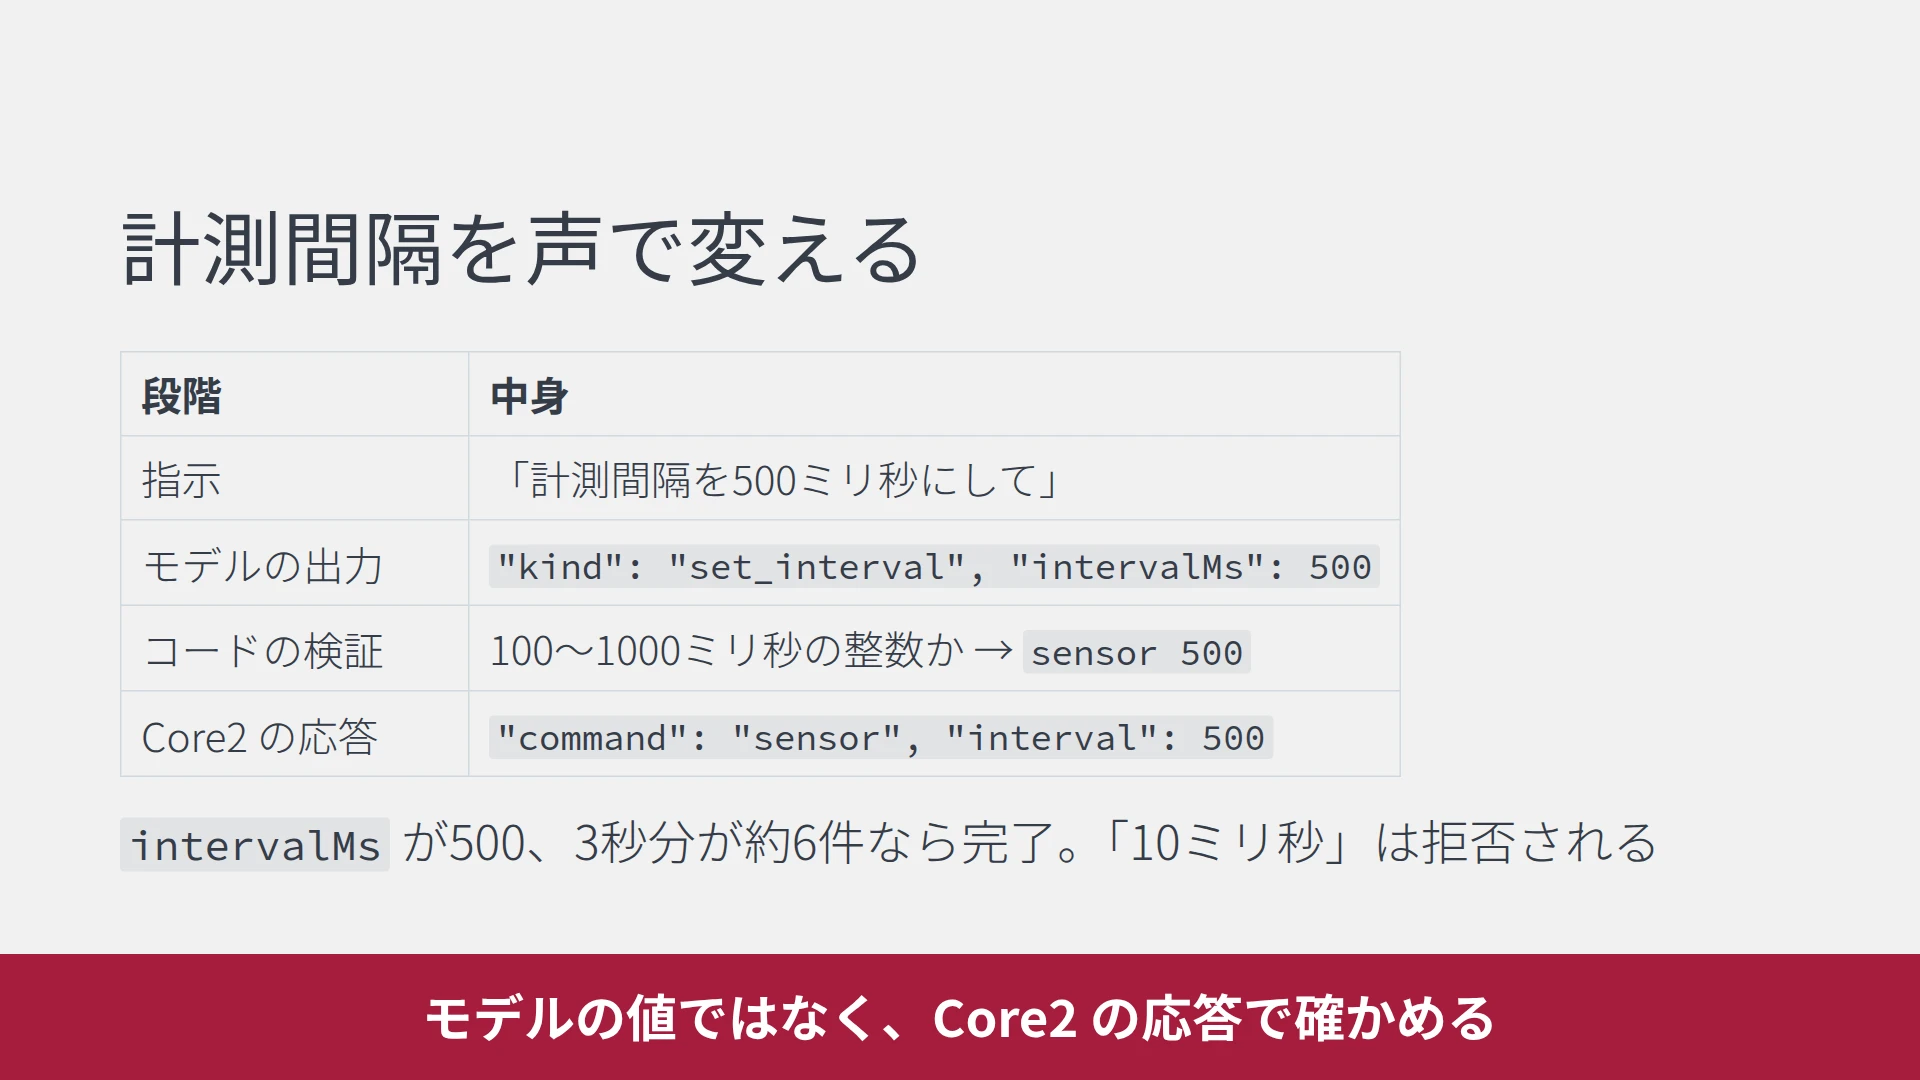 計測間隔を声で変える
段階 中身
指示 「計測間隔を500ミリ秒にして」
モデルの出力 "kind": "set_interval", "intervalMs": 500
コードの検証 100〜1000ミリ秒の整数か → sensor 500
Core2 の応答 "command": "sensor", "interval": 500
intervalMs が500、3秒分が約6件なら完了。「10ミリ秒」は拒否される
モデルの値ではなく、Core2 の応答で確かめる